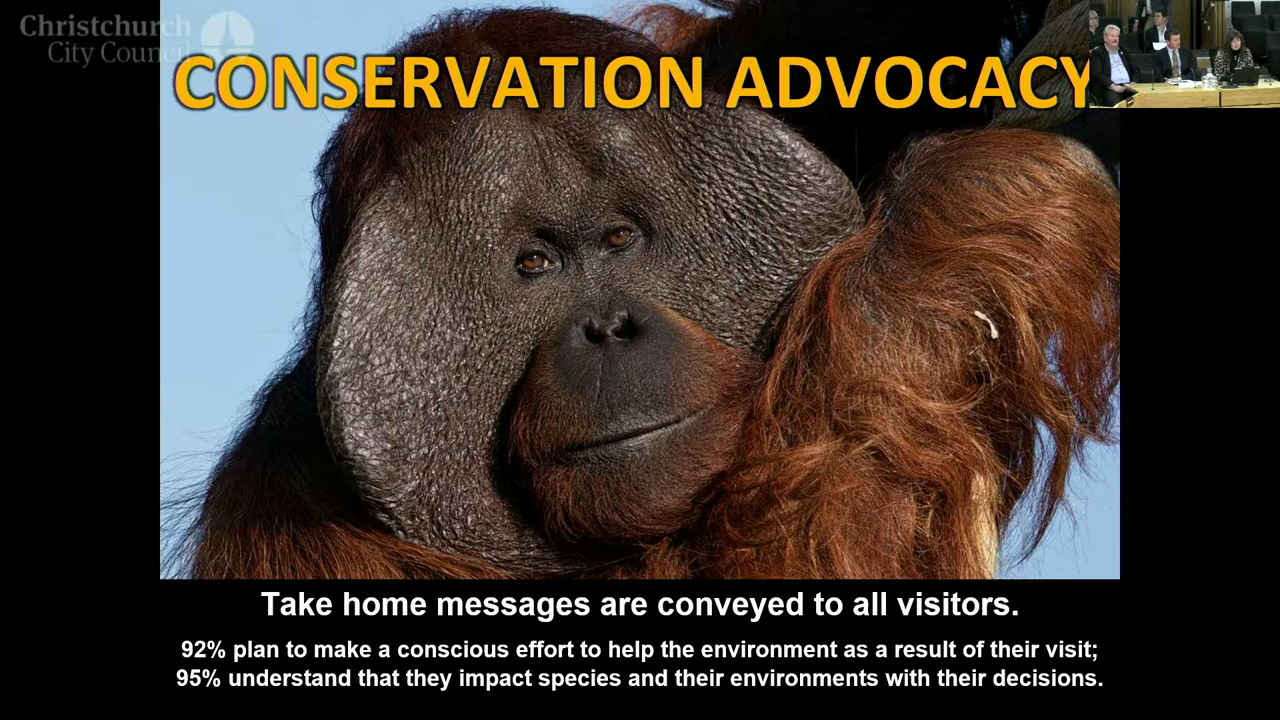 Christchurch
City Council
CONSERVATION ADVOCACY
Take home messages are conveyed to all visitors.
92% plan to make a conscious effort to help the environment as a result of their visit;
95% understand that they impact species and their environments with their decisions.